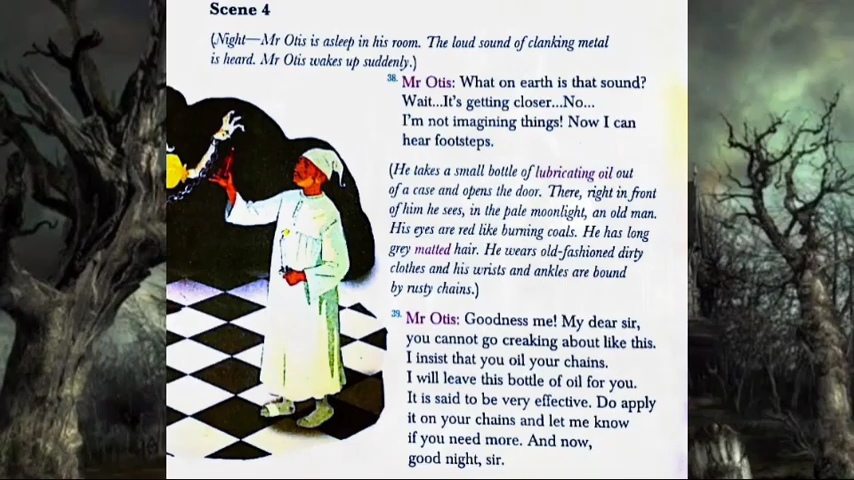 Scene 4
(Night—Mr Otis is asleep in his room. The loud sound of clanking metal
is heard. Mr Otis wakes up suddenly.)
38. Mr Otis: What on earth is that sound?
Wait...It's getting closer...No...
I'm not imagining things! Now I can
hear footsteps.
(He takes a small bottle of lubricating oil out
of a case and opens the door. There, right in front
of him he sees, in the pale moonlight, an old man.
His eyes are red like burning coals. He has long
grey matted hair. He wears old-fashioned dirty
clothes and his wrists and ankles are bound
by rusty chains.)
39. Mr Otis: Goodness me! My dear sir,
you cannot go creaking about like this.
I insist that you oil your chains.
I will leave this bottle of oil for you.
It is said to be very effective. Do apply
it on your chains and let me know
if you need more. And now,
good night, sir.